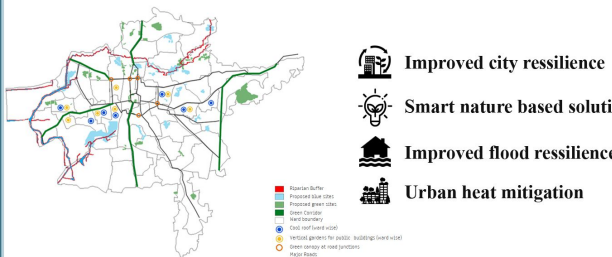 Improved city ressilience
Smart nature based soluti
Improved flood ressilience
Urban heat mitigation
Riparian Buffer
Proposed blue sites
Proposed green sites
Green Corridor
Ward boundary
Cool roof (ward wise)
Vertical gardens for public buildings (ward wise)
Green canopy at road junctions
Major Roads